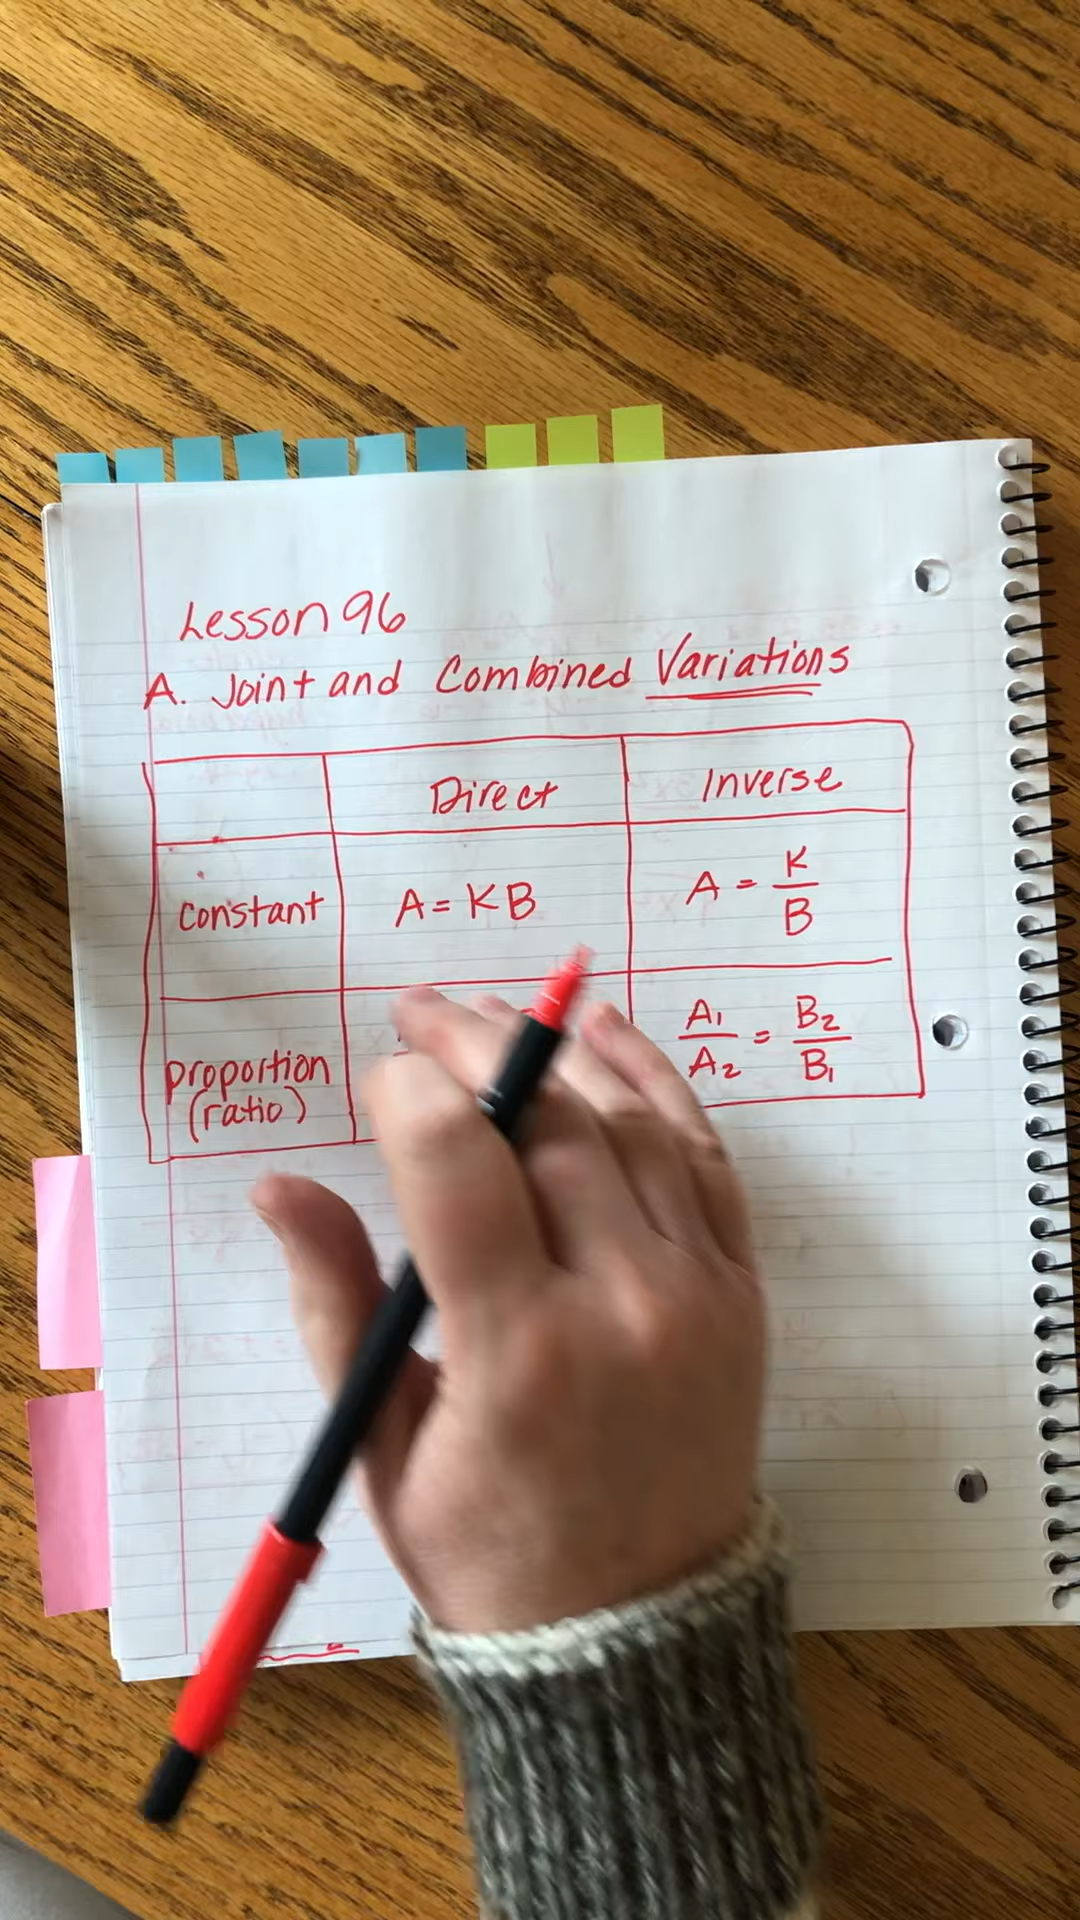 Lesson 96
A. Joint and Combined Variations
Direct
Inverse
constant
A = KB
A = K/B
proportion
(ratio)
A₁/A₂ = B₂/B₁